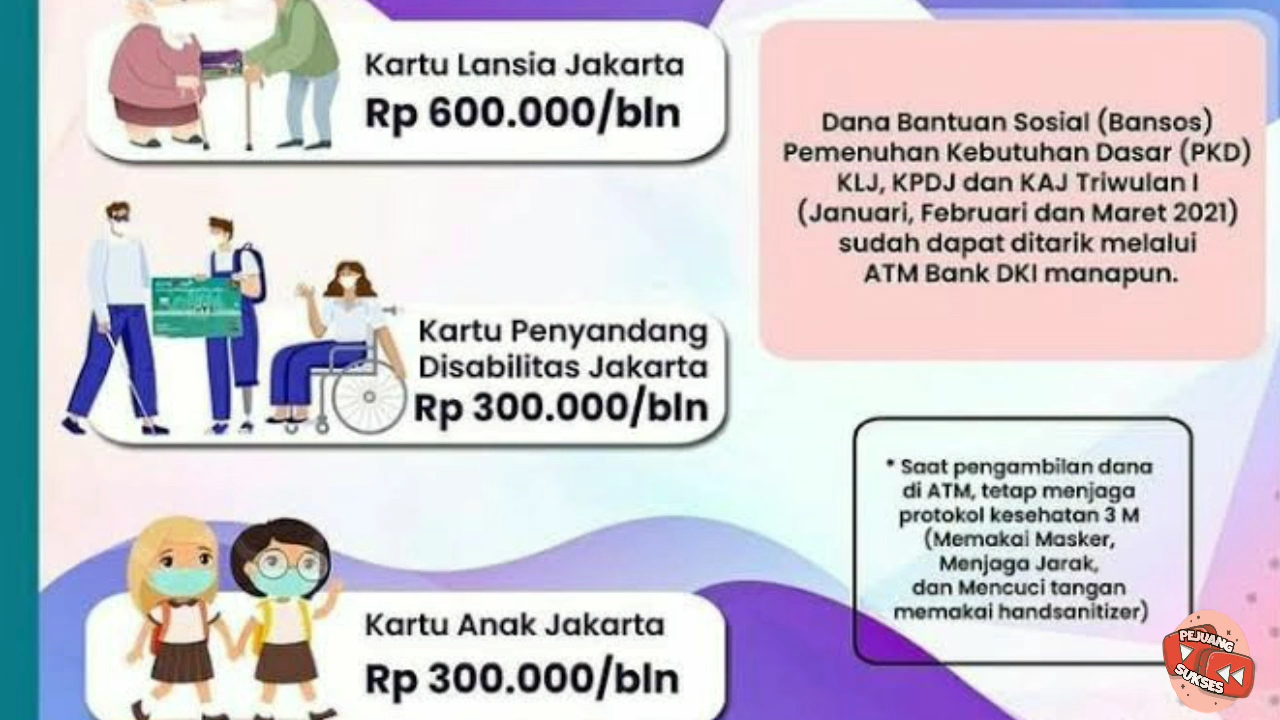 Kartu Lansia Jakarta
Rp 600.000/bln
Kartu Penyandang
Disabilitas Jakarta
Rp 300.000/bln
Kartu Anak Jakarta
Rp 300.000/bln
Dana Bantuan Sosial (Bansos)
Pemenuhan Kebutuhan Dasar (PKD)
KLJ, KPDJ dan KAJ Triwulan I
(Januari, Februari dan Maret 2021)
sudah dapat ditarik melalui
ATM Bank DKI manapun.
* Saat pengambilan dana
di ATM, tetap menjaga
protokol kesehatan 3 M
(Memakai Masker,
Menjaga Jarak,
dan Mencuci tangan
memakai handsanitizer)
PEJUANG
SUKSES